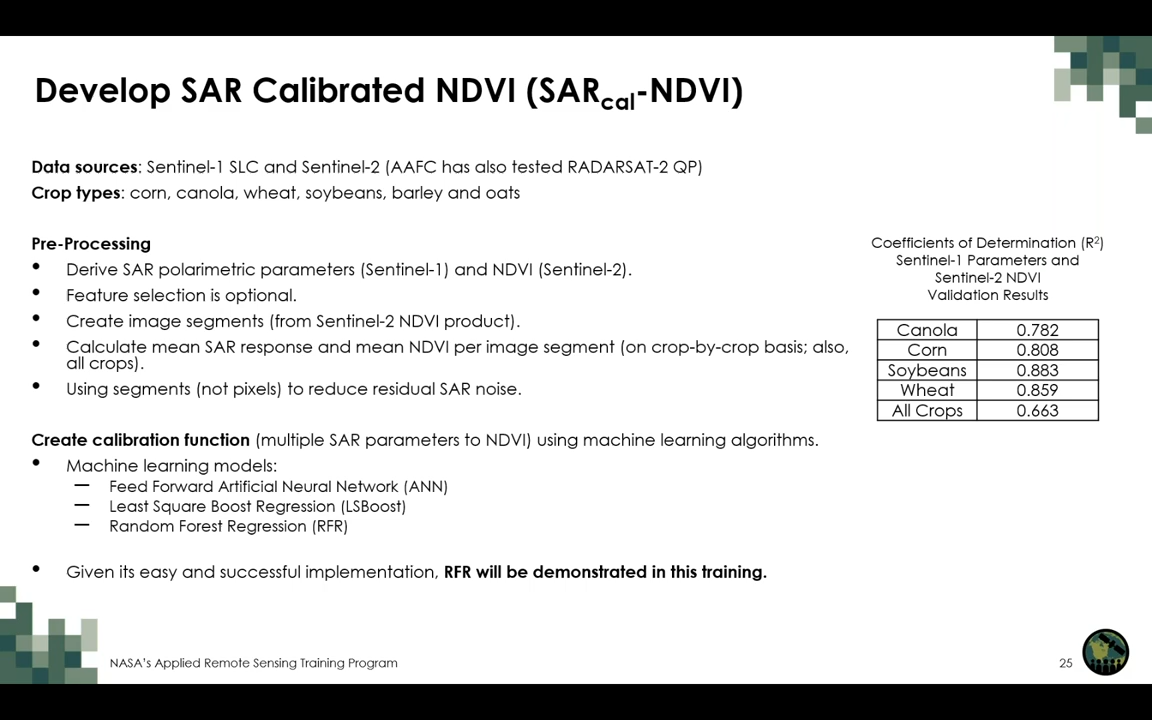 Develop SAR Calibrated NDVI (SARcal-NDVI)
Data sources: Sentinel-1 SLC and Sentinel-2 (AAFC has also tested RADARSAT-2 QP)
Crop types: corn, canola, wheat, soybeans, barley and oats
Pre-Processing
• Derive SAR polarimetric parameters (Sentinel-1) and NDVI (Sentinel-2).
• Feature selection is optional.
• Create image segments (from Sentinel-2 NDVI product).
• Calculate mean SAR response and mean NDVI per image segment (on crop-by-crop basis; also,
all crops).
• Using segments (not pixels) to reduce residual SAR noise.
Create calibration function (multiple SAR parameters to NDVI) using machine learning algorithms.
• Machine learning models:
— Feed Forward Artificial Neural Network (ANN)
— Least Square Boost Regression (LSBoost)
— Random Forest Regression (RFR)
• Given its easy and successful implementation, RFR will be demonstrated in this training.
Coefficients of Determination (R²)
Sentinel-1 Parameters and
Sentinel-2 NDVI
Validation Results
Canola 0.782
Corn 0.808
Soybeans 0.883
Wheat 0.859
All Crops 0.663
NASA's Applied Remote Sensing Training Program
25